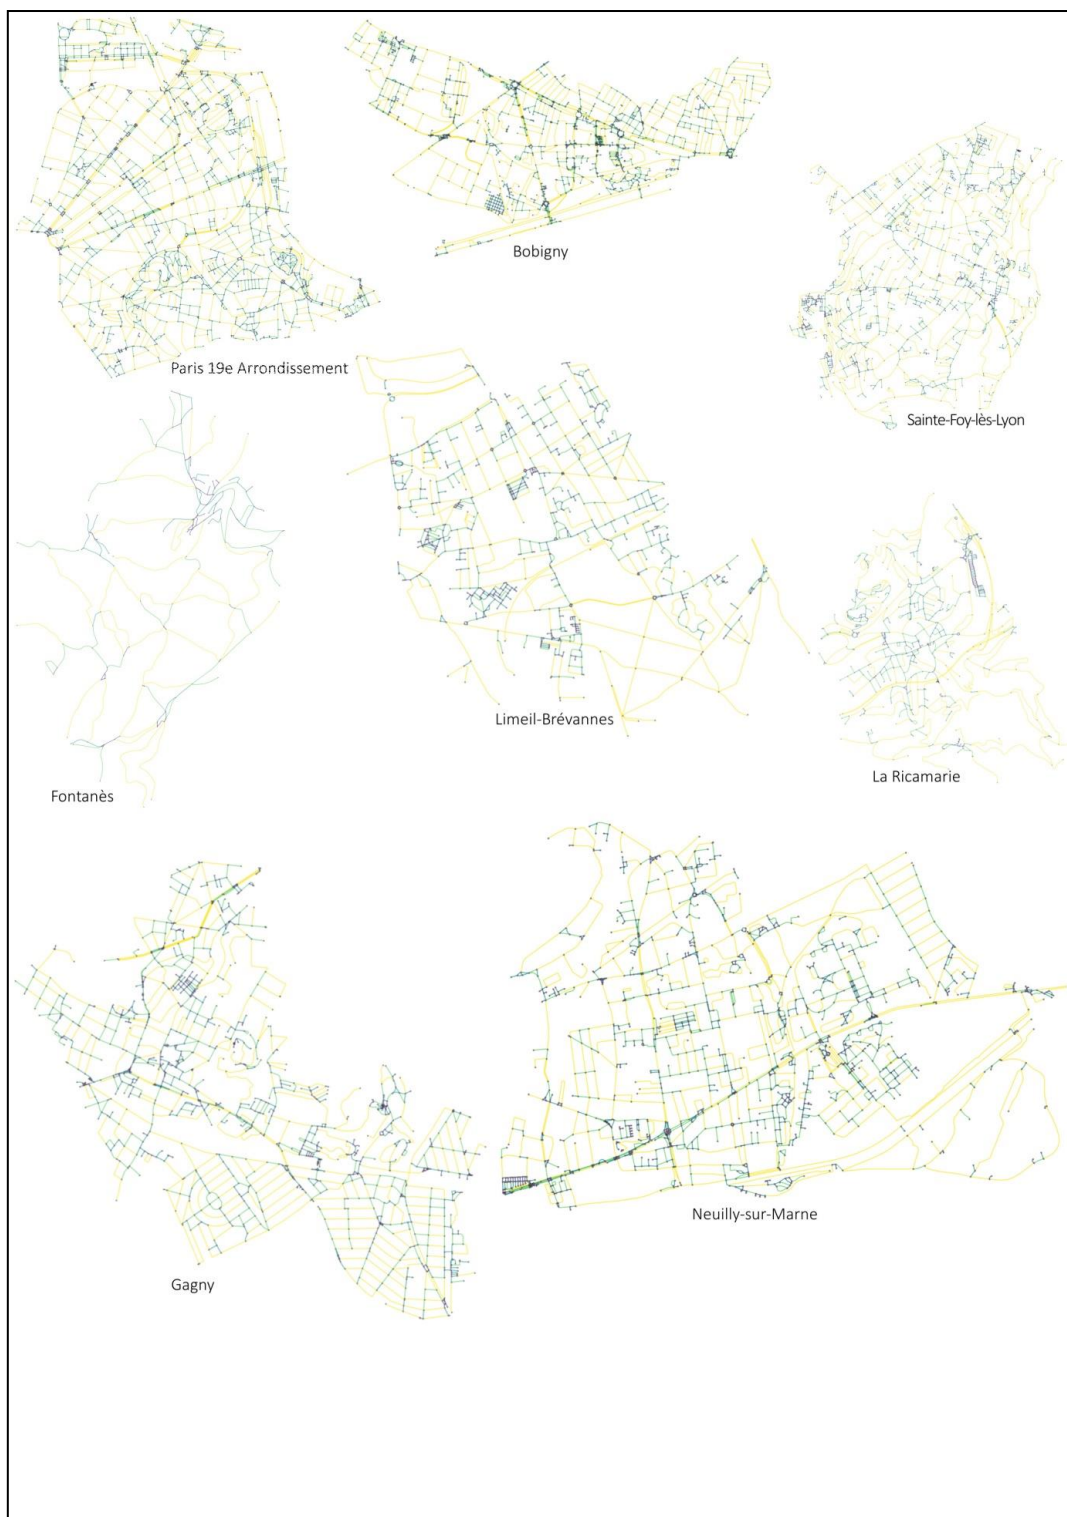 Bobigny
Paris 19e Arrondissement
Sainte-Foy-lès-Lyon
Limeil-Brévannes
La Ricamarie
Fontanès
Neuilly-sur-Marne
Gagny